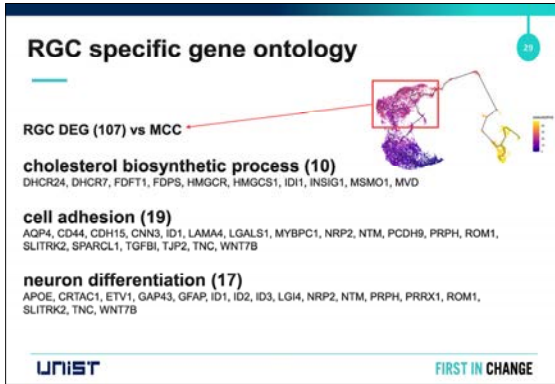 RGC specific gene ontology
29
RGC DEG (107) vs MCC
cholesterol biosynthetic process (10)
DHCR24, DHCR7, FDFT1, FDPS, HMGCR, HMGCS1, IDI1, INSIG1, MSMO1, MVD
cell adhesion (19)
AQP4, CD44, CDH15, CNN3, ID1, LAMA4, LGALS1, MYBPC1, NRP2, NTM, PCDH9, PRPH, ROM1,
SLITRK2, SPARCL1, TGFBI, TJP2, TNC, WNT7B
neuron differentiation (17)
APOE, CRTAC1, ETV1, GAP43, GFAP, ID1, ID2, ID3, LGI4, NRP2, NTM, PRPH, PRRX1, ROM1,
SLITRK2, TNC, WNT7B
UNIST
FIRST IN CHANGE